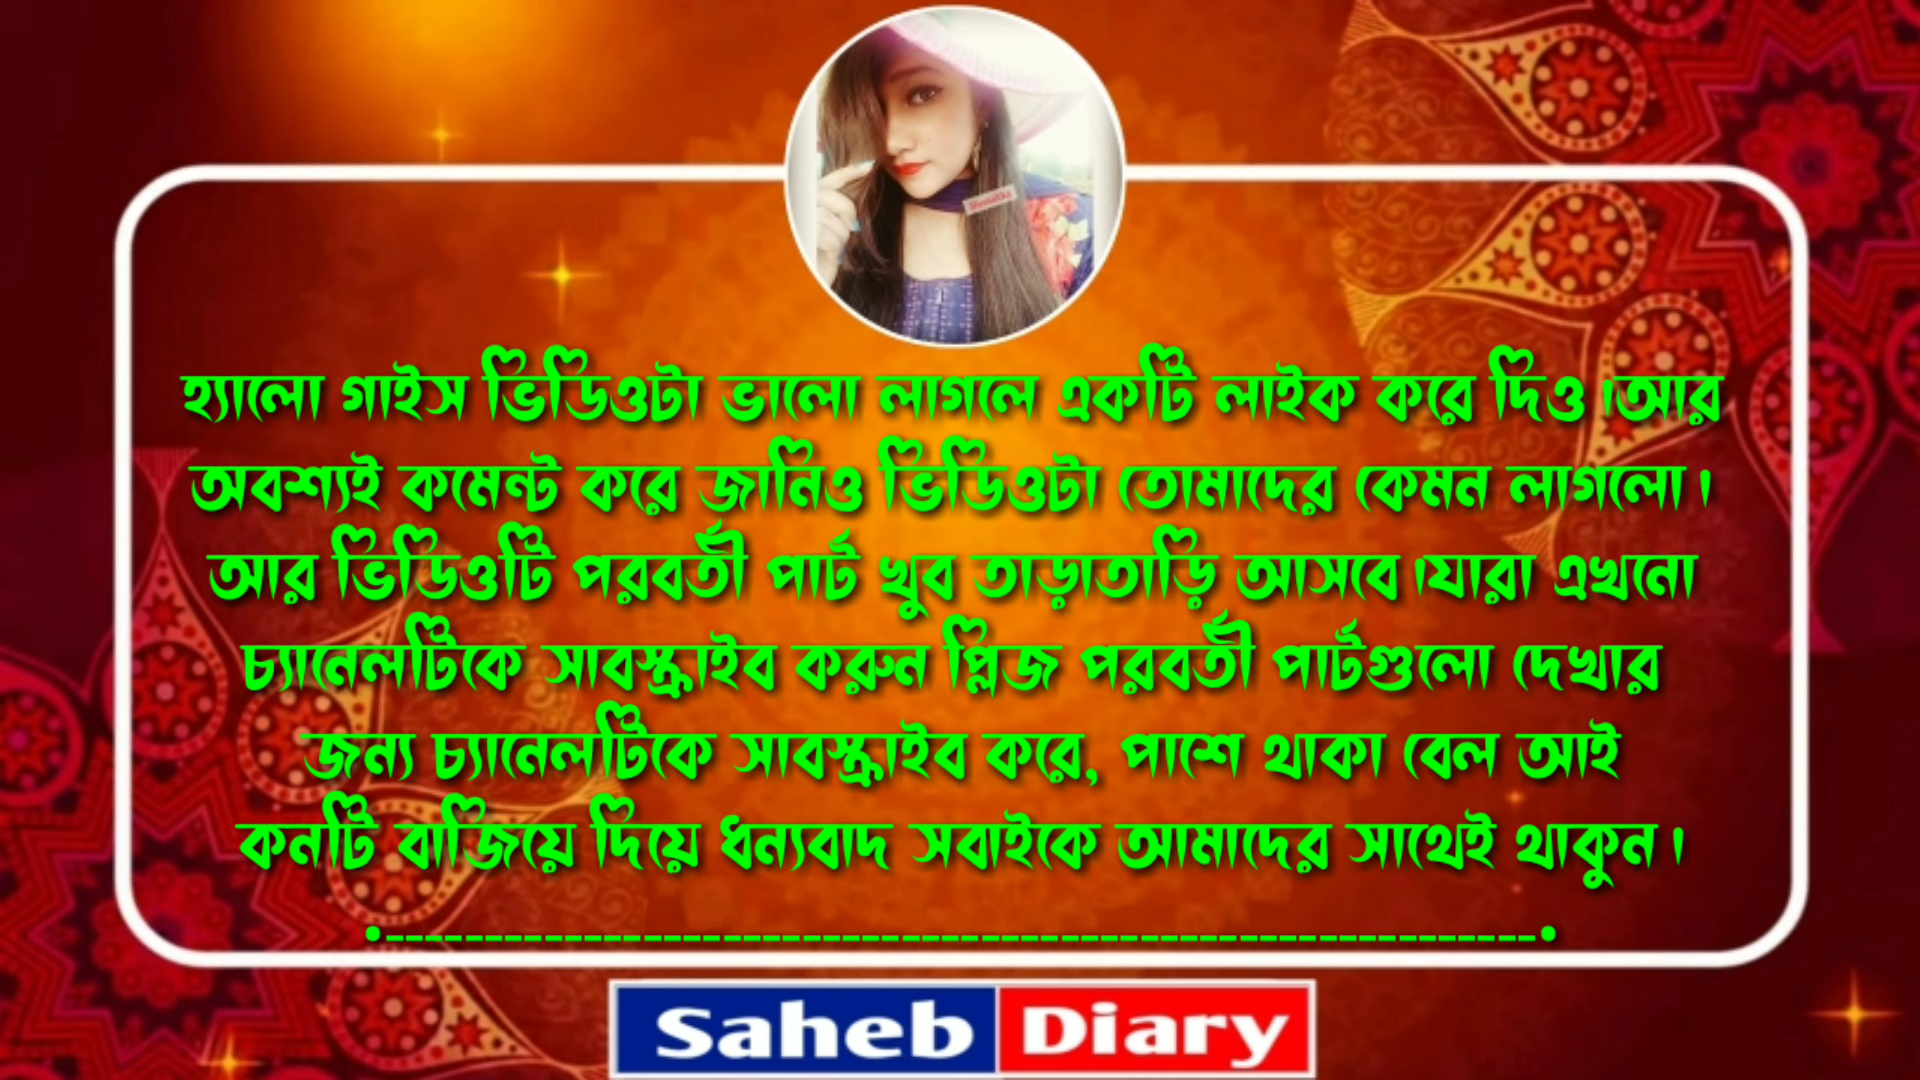 হ্যালো গাইস ভিডিওটা ভালো লাগলে একটি লাইক করে দিও।আর
অবশ্যই কমেন্ট করে জানিও ভিডিওটা তোমাদের কেমন লাগলো।
আর ভিডিওটি পরবর্তী পার্ট খুব তাড়াতাড়ি আসবে।যারা এখনো
চ্যানেলটিকে সাবস্ক্রাইব করুন প্লিজ পরবর্তী পার্টগুলো দেখার
জন্য চ্যানেলটিকে সাবস্ক্রাইব করে, পাশে থাকা বেল আই
কনটি বাজিয়ে দিয়ে ধন্যবাদ সবাইকে আমাদের সাথেই থাকুন।
Saheb Diary